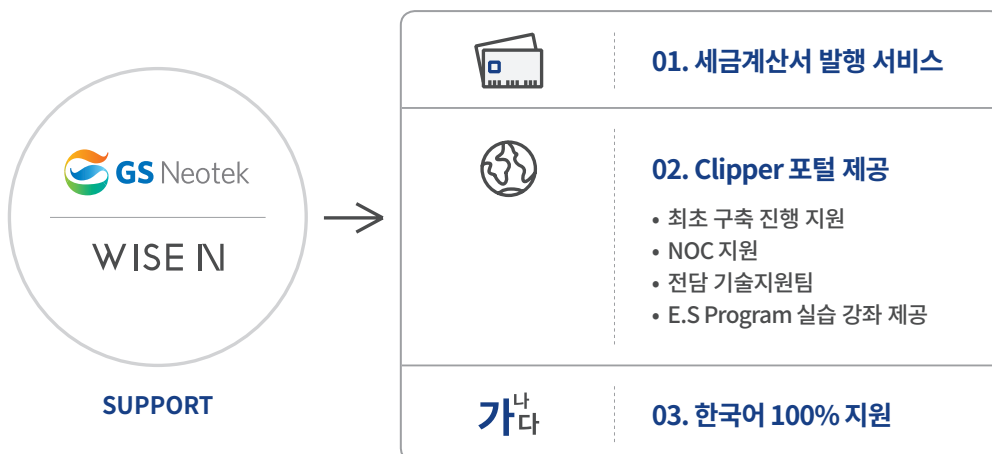 GS Neotek
WISE IN
SUPPORT
01. 세금계산서 발행 서비스
02. Clipper 포털 제공
• 최초 구축 진행 지원
• NOC 지원
• 전담 기술지원팀
• E.S Program 실습 강좌 제공
가나다
03. 한국어 100% 지원